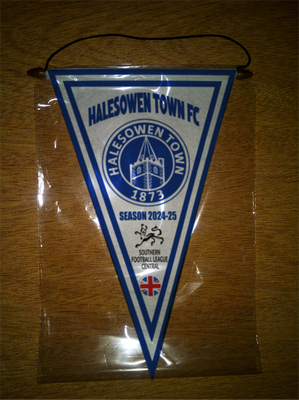 HALESOWEN TOWN FC
HALESOWEN TOWN
1873
SEASON 2024-25
SOUTHERN
FOOTBALL LEAGUE
CENTRAL